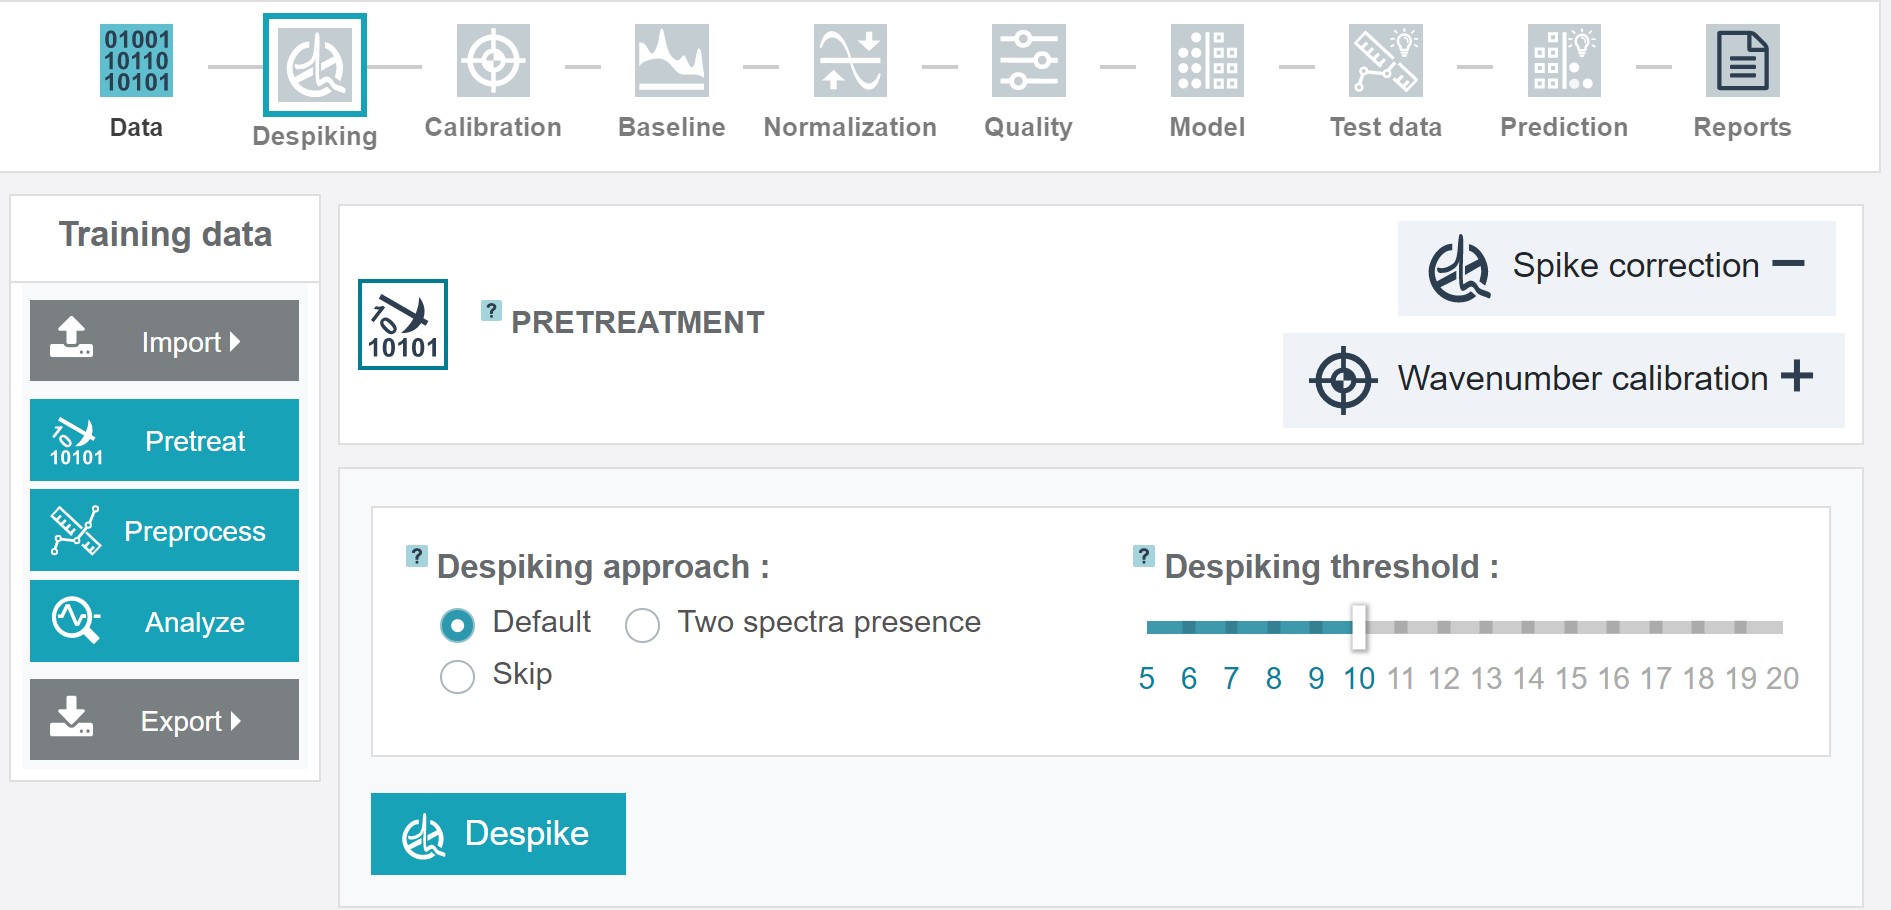 01001
10110
10101
Data
Despiking
Calibration
Baseline
Normalization
Quality
Model
Test data
Prediction
Reports
Training data
Import
10
10101
Pretreat
Preprocess
Analyze
Export
10
10101
? PRETREATMENT
Spike correction
Wavenumber calibration
? Despiking approach :
Default
Two spectra presence
Skip
? Despiking threshold :
5 6 7 8 9 10 11 12 13 14 15 16 17 18 19 20
Despike